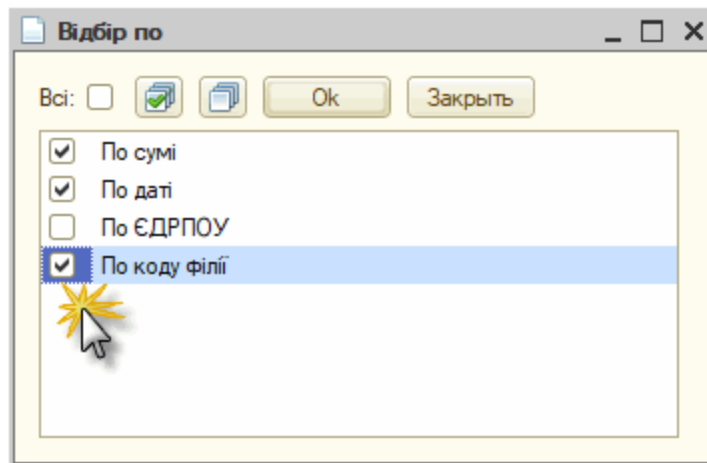 Відбір по
Всі: Ok Закрыть
По сумі
По даті
По ЄДРПОУ
По коду філії